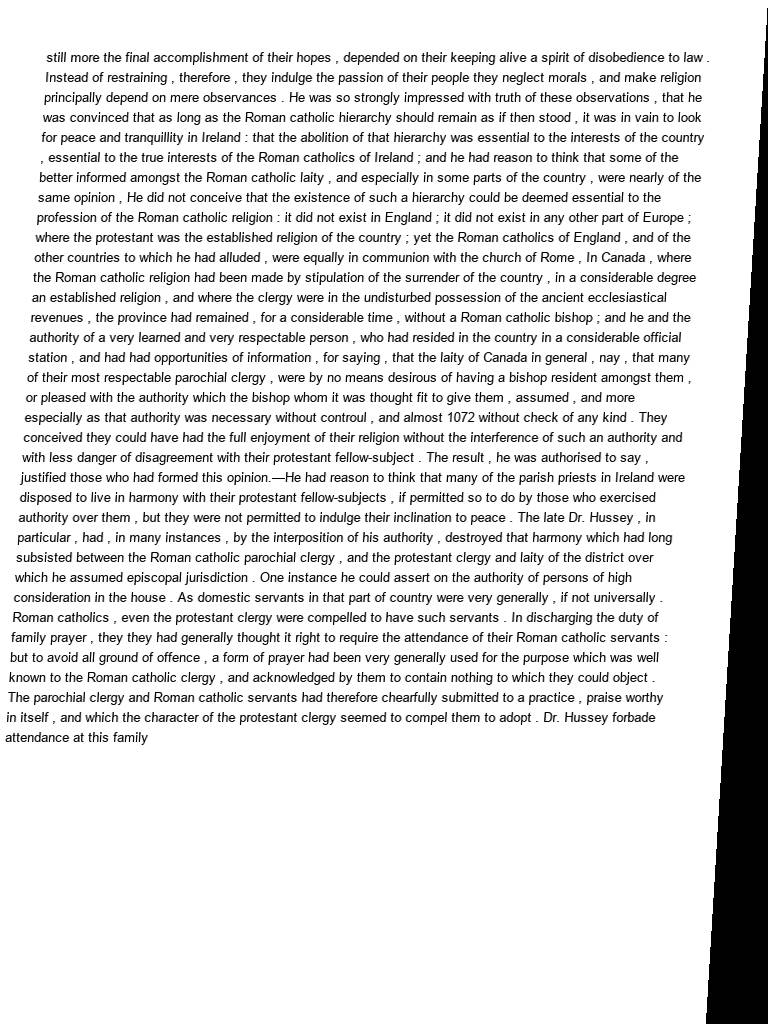 still more the final accomplishment of their hopes , depended on their keeping alive a spirit of disobedience to law .
Instead of restraining , therefore , they indulge the passion of their people they neglect morals , and make religion
principally depend on mere observances . He was so strongly impressed with truth of these observations , that he
was convinced that as long as the Roman catholic hierarchy should remain as if then stood , it was in vain to look
for peace and tranquillity in Ireland : that the abolition of that hierarchy was essential to the interests of the country
, essential to the true interests of the Roman catholics of Ireland ; and he had reason to think that some of the
better informed amongst the Roman catholic laity , and especially in some parts of the country , were nearly of the
same opinion , He did not conceive that the existence of such a hierarchy could be deemed essential to the
profession of the Roman catholic religion : it did not exist in England ; it did not exist in any other part of Europe ;
where the protestant was the established religion of the country ; yet the Roman catholics of England , and of the
other countries to which he had alluded , were equally in communion with the church of Rome , In Canada , where
the Roman catholic religion had been made by stipulation of the surrender of the country , in a considerable degree
an established religion , and where the clergy were in the undisturbed possession of the ancient ecclesiastical
revenues , the province had remained , for a considerable time , without a Roman catholic bishop ; and he and the
authority of a very learned and very respectable person , who had resided in the country in a considerable official
station , and had had opportunities of information , for saying , that the laity of Canada in general , nay , that many
of their most respectable parochial clergy , were by no means desirous of having a bishop resident amongst them ,
or pleased with the authority which the bishop whom it was thought fit to give them , assumed , and more
especially as that authority was necessary without controul , and almost 1072 without check of any kind . They
conceived they could have had the full enjoyment of their religion without the interference of such an authority and
with less danger of disagreement with their protestant fellow-subject . The result , he was authorised to say ,
justified those who had formed this opinion.—He had reason to think that many of the parish priests in Ireland were
disposed to live in harmony with their protestant fellow-subjects , if permitted so to do by those who exercised
authority over them , but they were not permitted to indulge their inclination to peace . The late Dr. Hussey , in
particular , had , in many instances , by the interposition of his authority , destroyed that harmony which had long
subsisted between the Roman catholic parochial clergy , and the protestant clergy and laity of the district over
which he assumed episcopal jurisdiction . One instance he could assert on the authority of persons of high
consideration in the house . As domestic servants in that part of country were very generally , if not universally .
Roman catholics , even the protestant clergy were compelled to have such servants . In discharging the duty of
family prayer , they they had generally thought it right to require the attendance of their Roman catholic servants :
but to avoid all ground of offence , a form of prayer had been very generally used for the purpose which was well
known to the Roman catholic clergy , and acknowledged by them to contain nothing to which they could object .
The parochial clergy and Roman catholic servants had therefore chearfully submitted to a practice , praise worthy
in itself , and which the character of the protestant clergy seemed to compel them to adopt . Dr. Hussey forbade
attendance at this family